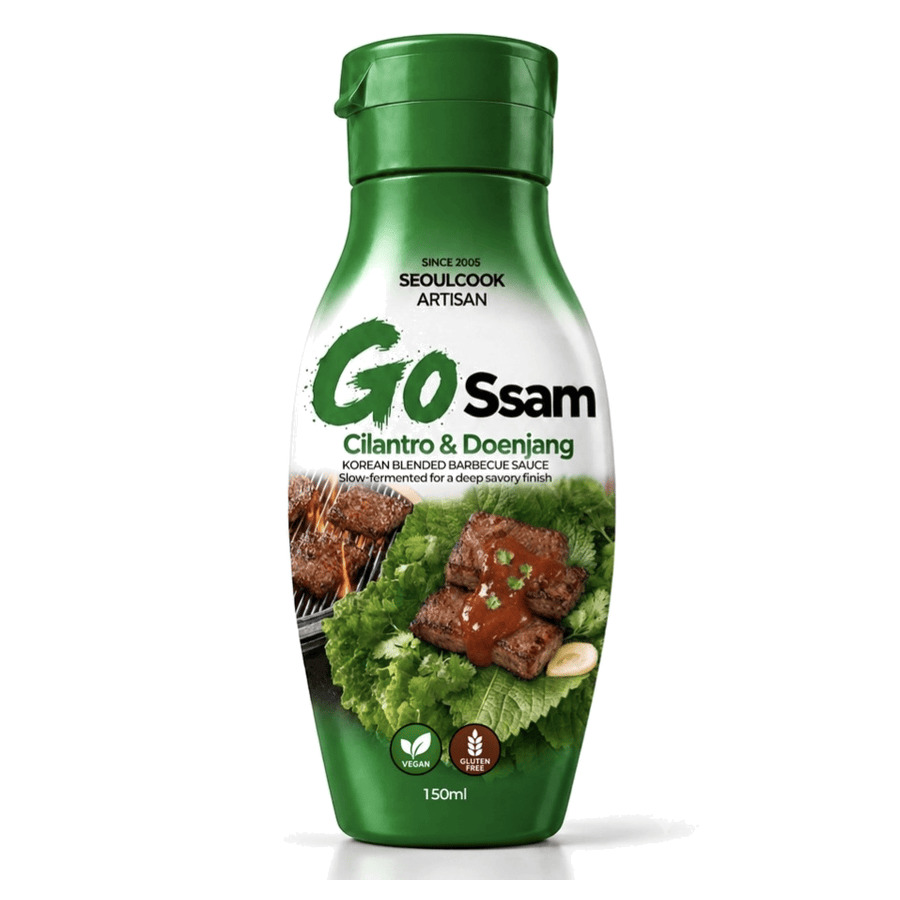 SINCE 2005
SEOULCOOK
ARTISAN
Go Ssam
Cilantro & Doenjang
KOREAN BLENDED BARBECUE SAUCE
Slow-fermented for a deep savory finish
VEGAN
GLUTEN
FREE
150ml